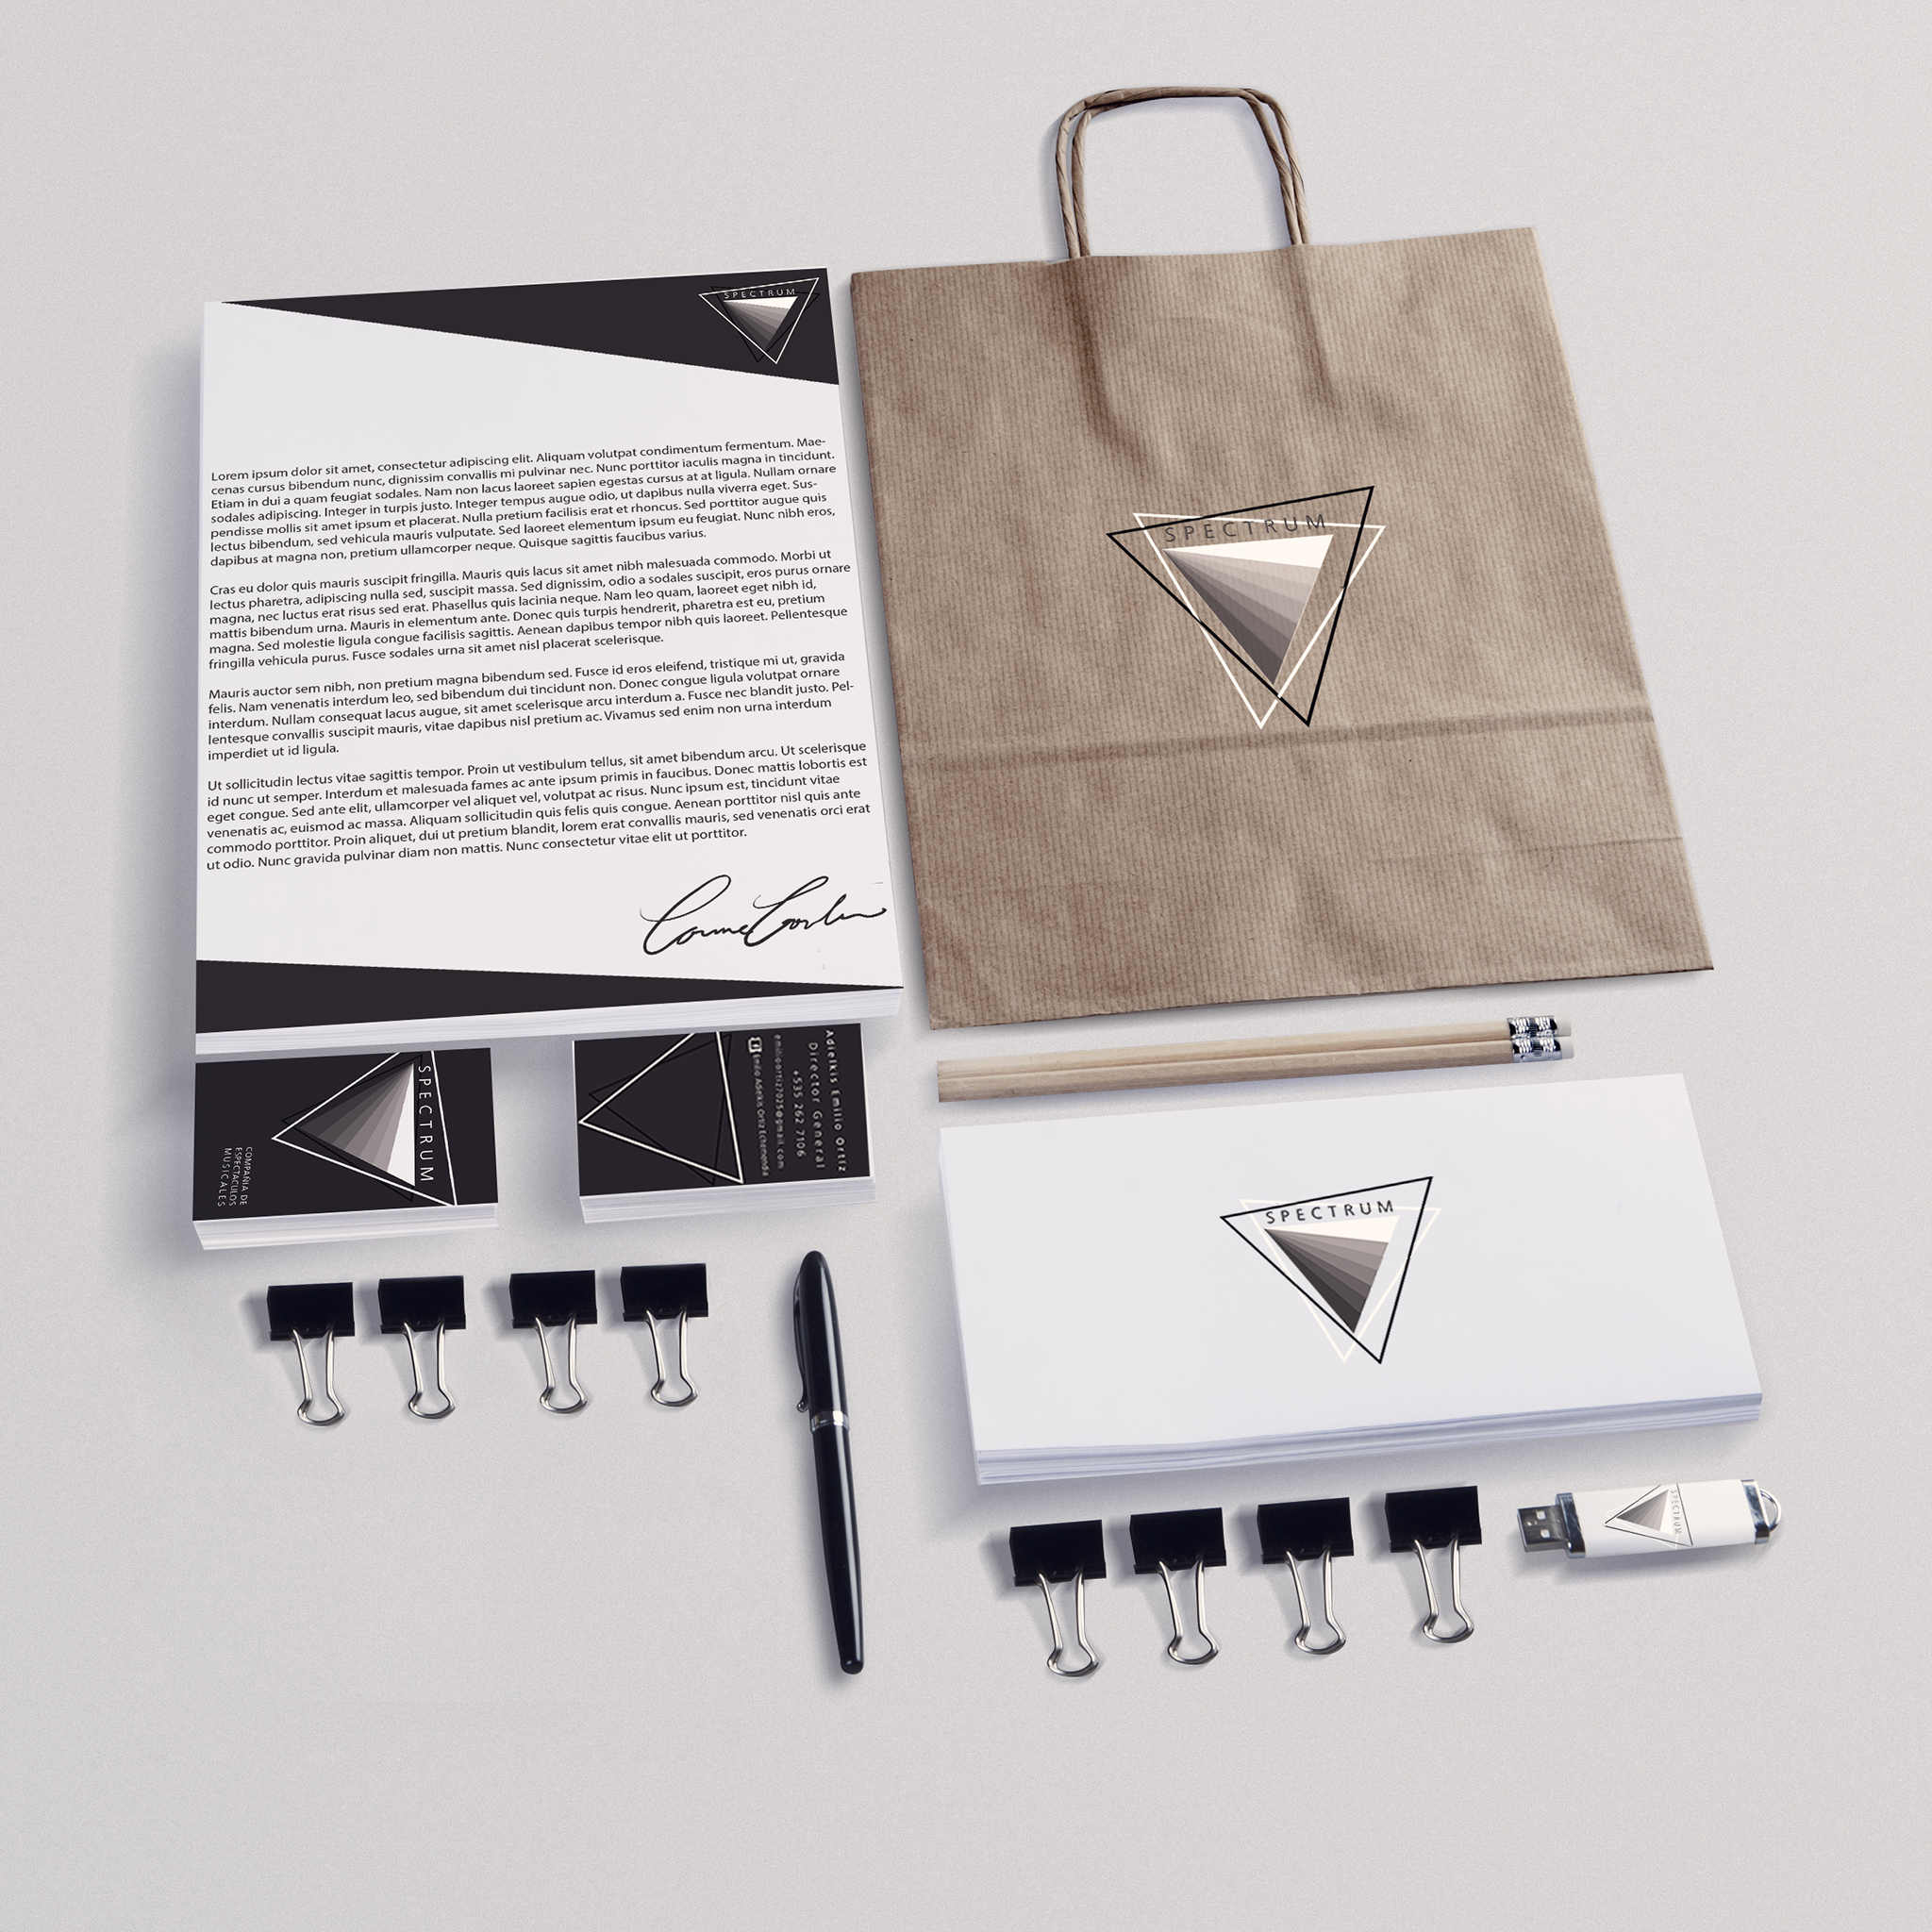 SPECTRUM
Lorem ipsum dolor sit amet, consectetur adipiscing elit. Aliquam volutpat condimentum fermentum. Mae-
cenas cursus bibendum nunc, dignissim convallis mi pulvinar nec. Nunc porttitor iaculis magna in tincidunt.
Etiam in dui a quam feugiat sodales. Nam non lacus laoreet sapien egestas cursus at at ligula. Nullam ornare
sodales adipiscing. Integer in turpis justo. Integer tempus augue odio, ut dapibus nulla viverra eget. Sus-
pendisse mollis sit amet ipsum et placerat. Nulla pretium facilisis erat et rhoncus. Sed porttitor augue quis
lectus bibendum, sed vehicula mauris vulputate. Sed laoreet elementum ipsum eu feugiat. Nunc nibh eros,
dapibus at magna non, pretium ullamcorper neque. Quisque sagittis faucibus varius.
Cras eu dolor quis mauris suscipit fringilla. Mauris quis lacus sit amet nibh malesuada commodo. Morbi ut
lectus pharetra, adipiscing nulla sed, suscipit massa. Sed dignissim, odio a sodales suscipit, eros purus ornare
magna, nec luctus erat risus sed erat. Phasellus quis lacinia neque. Nam leo quam, laoreet eget nibh id,
mattis bibendum urna. Mauris in elementum ante. Donec quis turpis hendrerit, pharetra est eu, pretium
magna. Sed molestie ligula congue facilisis sagittis. Aenean dapibus tempor nibh quis laoreet. Pellentesque
fringilla vehicula purus. Fusce sodales urna sit amet nisl placerat scelerisque.
Mauris auctor sem nibh, non pretium magna bibendum sed. Fusce id eros eleifend, tristique mi ut, gravida
felis. Nam venenatis interdum leo, sed bibendum dui tincidunt non. Donec congue ligula volutpat ornare
interdum. Nullam consequat lacus augue, sit amet scelerisque arcu interdum a. Fusce nec blandit justo. Pel-
lentesque convallis suscipit mauris, vitae dapibus nisl pretium ac. Vivamus sed enim non urna interdum
imperdiet ut id ligula.
Ut sollicitudin lectus vitae sagittis tempor. Proin ut vestibulum tellus, sit amet bibendum arcu. Ut scelerisque
id nunc ut semper. Interdum et malesuada fames ac ante ipsum primis in faucibus. Donec mattis lobortis est
eget congue. Sed ante elit, ullamcorper vel aliquet vel, volutpat ac risus. Nunc ipsum est, tincidunt vitae
venenatis ac, euismod ac massa. Aliquam sollicitudin quis felis quis congue. Aenean porttitor nisl quis ante
commodo porttitor. Proin aliquet, dui ut pretium blandit, lorem erat convallis mauris, sed venenatis orci erat
ut odio. Nunc gravida pulvinar diam non mattis. Nunc consectetur vitae elit ut porttitor.
SPECTRUM
SPECTRUM
COMPAÑIA DE
ESPECTACULOS
MUSICALES
Adielkis Emilio Ortiz
Director General
+535 262 7106
emilioortiz7025@gmail.com
Emilio Adielkis Ortiz Echemendia
SPECTRUM
SPECTRUM